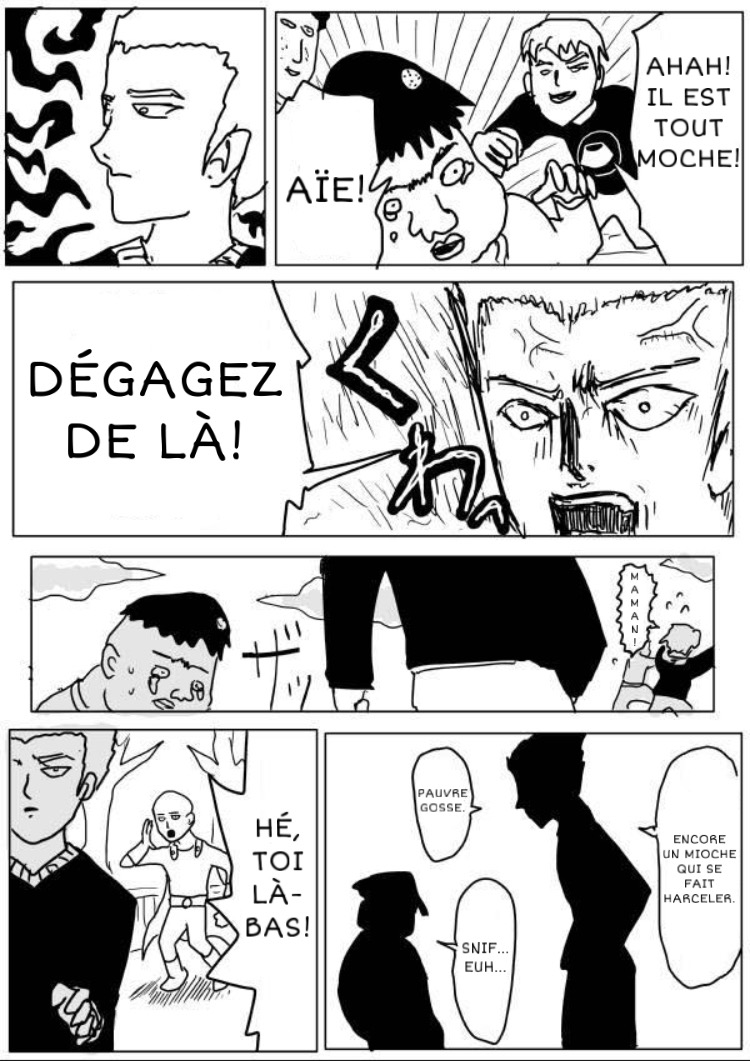 AHAH!
IL EST
TOUT
MOCHE!
AÏE!
くわっ
DÉGAGEZ
DE LÀ!
MAMAN!
ENCORE
UN MIOCHE
QUI SE
FAIT
HARCELER.
PAUVRE
GOSSE.
SNIF...
EUH...
HÉ,
TOI
LÀ-
BAS!